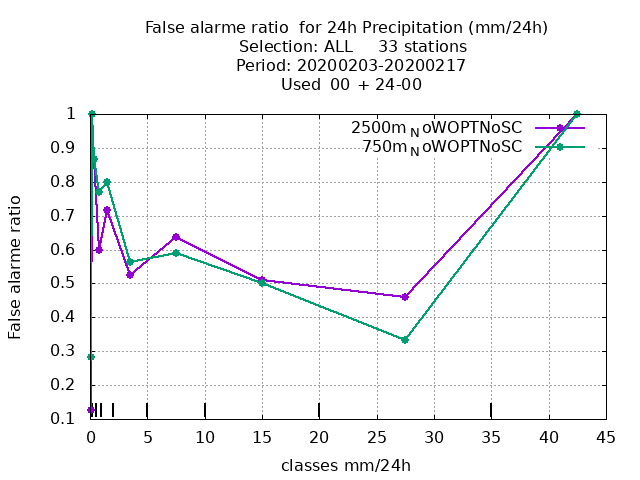 False alarme ratio  for 24h Precipitation (mm/24h)
Selection: ALL     33 stations
Period: 20200203-20200217
Used  00 + 24-00
2500m_NoWOPTNoSC
750m_NoWOPTNoSC
1
0.9
0.8
0.7
0.6
0.5
0.4
0.3
0.2
0.1
False alarme ratio
0 5 10 15 20 25 30 35 40 45
classes mm/24h